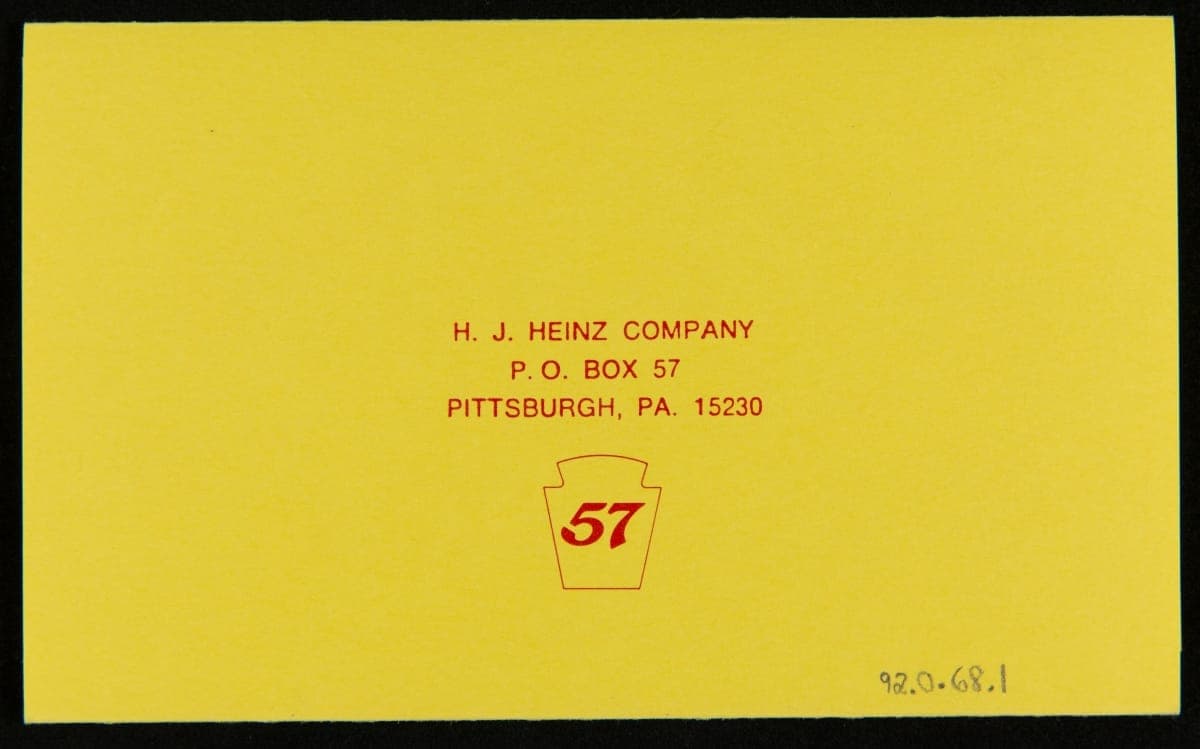 H. J. HEINZ COMPANY
P. O. BOX 57
PITTSBURGH, PA. 15230
57
92.0.68.1